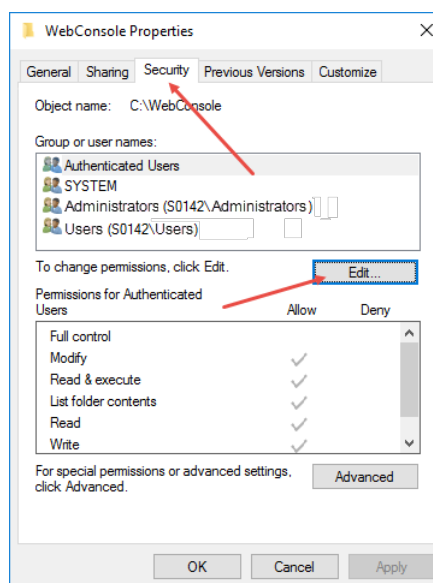 WebConsole Properties
General Sharing Security Previous Versions Customize
Object name: C:\WebConsole
Group or user names:
Authenticated Users
SYSTEM
Administrators (S0142\Administrators)
Users (S0142\Users)
To change permissions, click Edit.
Edit...
Permissions for Authenticated
Users Allow Deny
Full control
Modify
Read & execute
List folder contents
Read
Write
For special permissions or advanced settings,
click Advanced.
Advanced
OK Cancel Apply